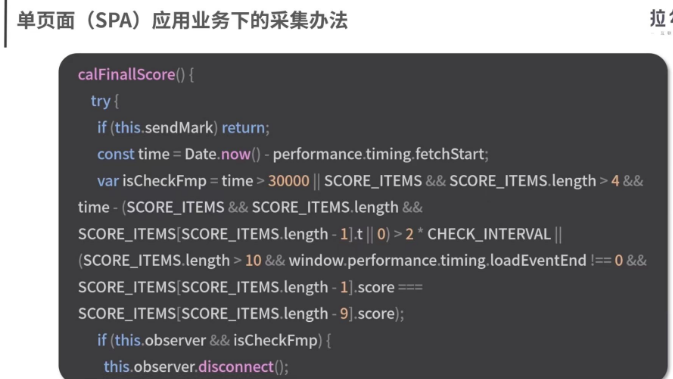 单页面（SPA）应用业务下的采集办法
拉
calFinallScore() {
try {
if (this.sendMark) return;
const time = Date.now() - performance.timing.fetchStart;
var isCheckFmp = time > 30000 || SCORE_ITEMS && SCORE_ITEMS.length > 4 &&
time - (SCORE_ITEMS && SCORE_ITEMS.length &&
SCORE_ITEMS[SCORE_ITEMS.length - 1].t || 0) > 2 * CHECK_INTERVAL ||
(SCORE_ITEMS.length > 10 && window.performance.timing.loadEventEnd !== 0 &&
SCORE_ITEMS[SCORE_ITEMS.length - 1].score ===
SCORE_ITEMS[SCORE_ITEMS.length - 9].score);
if (this.observer && isCheckFmp) {
this.observer.disconnect();